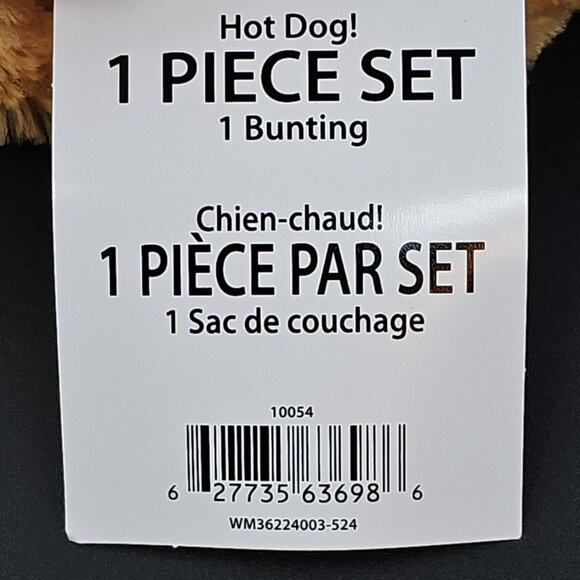 Hot Dog!
1 PIECE SET
1 Bunting
Chien-chaud!
1 PIÈCE PAR SET
1 Sac de couchage
10054
6 27735 63698 6
WM36224003-524